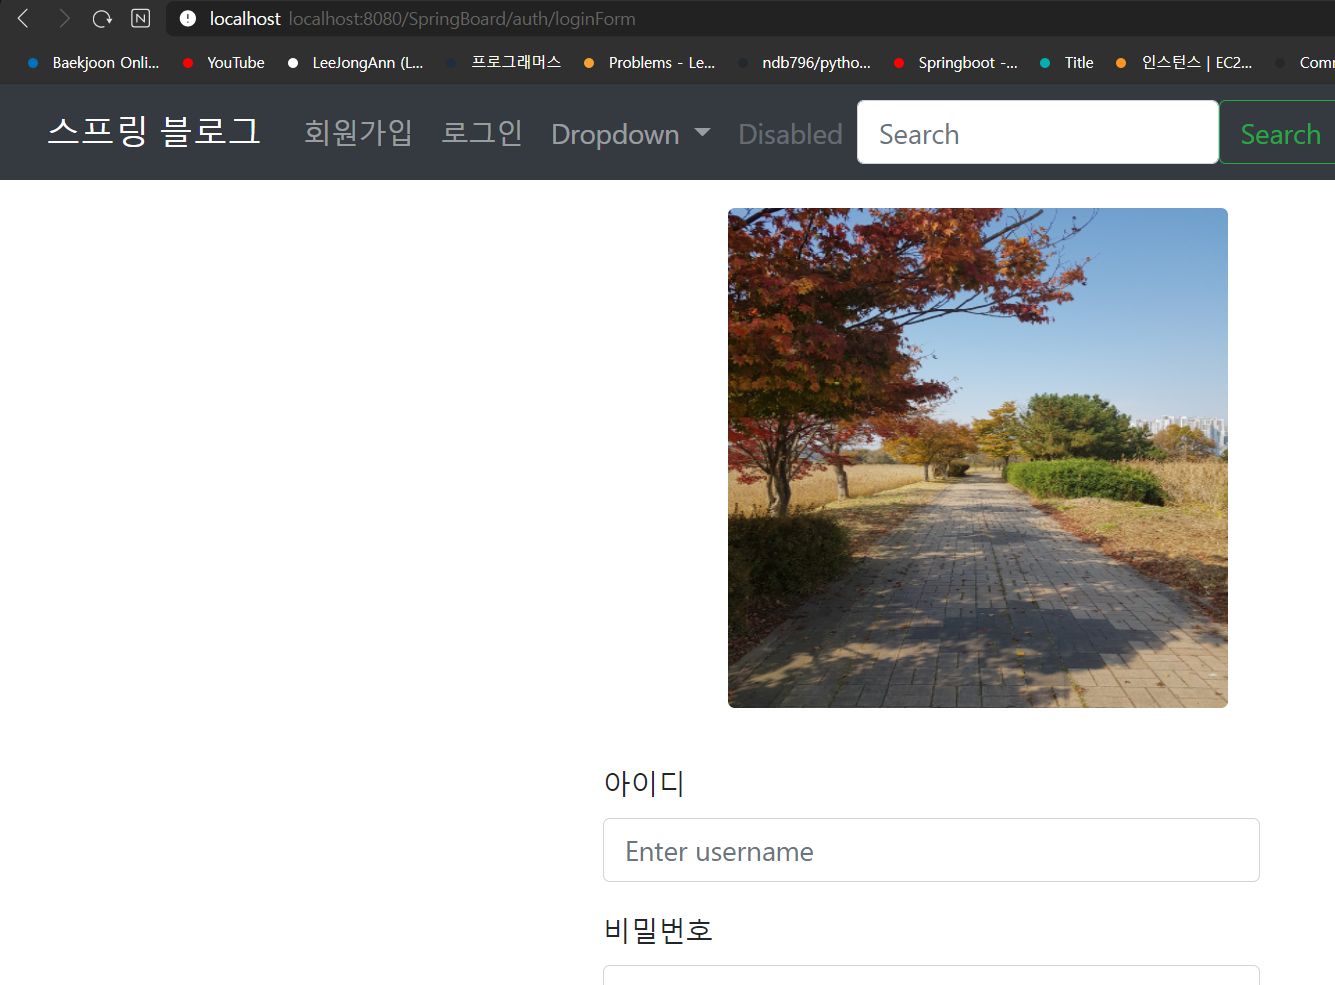 localhost localhost:8080/SpringBoard/auth/loginForm
Baekjoon Onli... YouTube LeeJongAnn (L... 프로그래머스 Problems - Le... ndb796/pytho... Springboot -... Title 인스턴스 | EC2... Comm
스프링 블로그 회원가입 로그인 Dropdown Disabled Search Search
아이디
Enter username
비밀번호